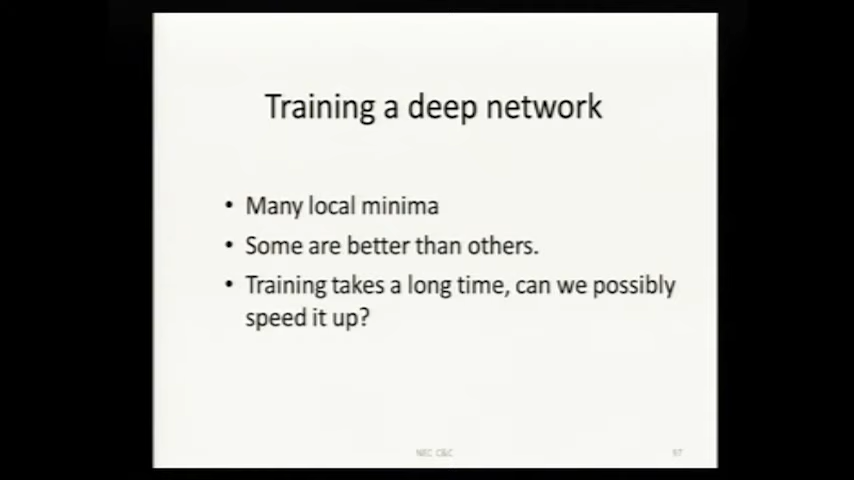 Training a deep network
• Many local minima
• Some are better than others.
• Training takes a long time, can we possibly
speed it up?
NEC C&C
97